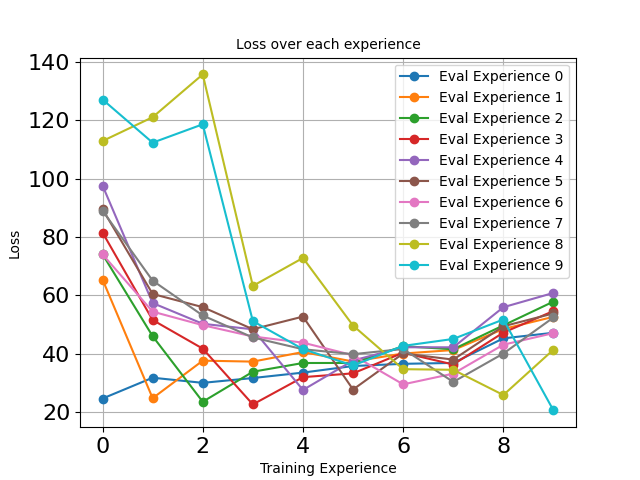 Loss over each experience
140
120
100
80
60
40
20
Loss
0
2
4
6
8
Training Experience
Eval Experience 0
Eval Experience 1
Eval Experience 2
Eval Experience 3
Eval Experience 4
Eval Experience 5
Eval Experience 6
Eval Experience 7
Eval Experience 8
Eval Experience 9